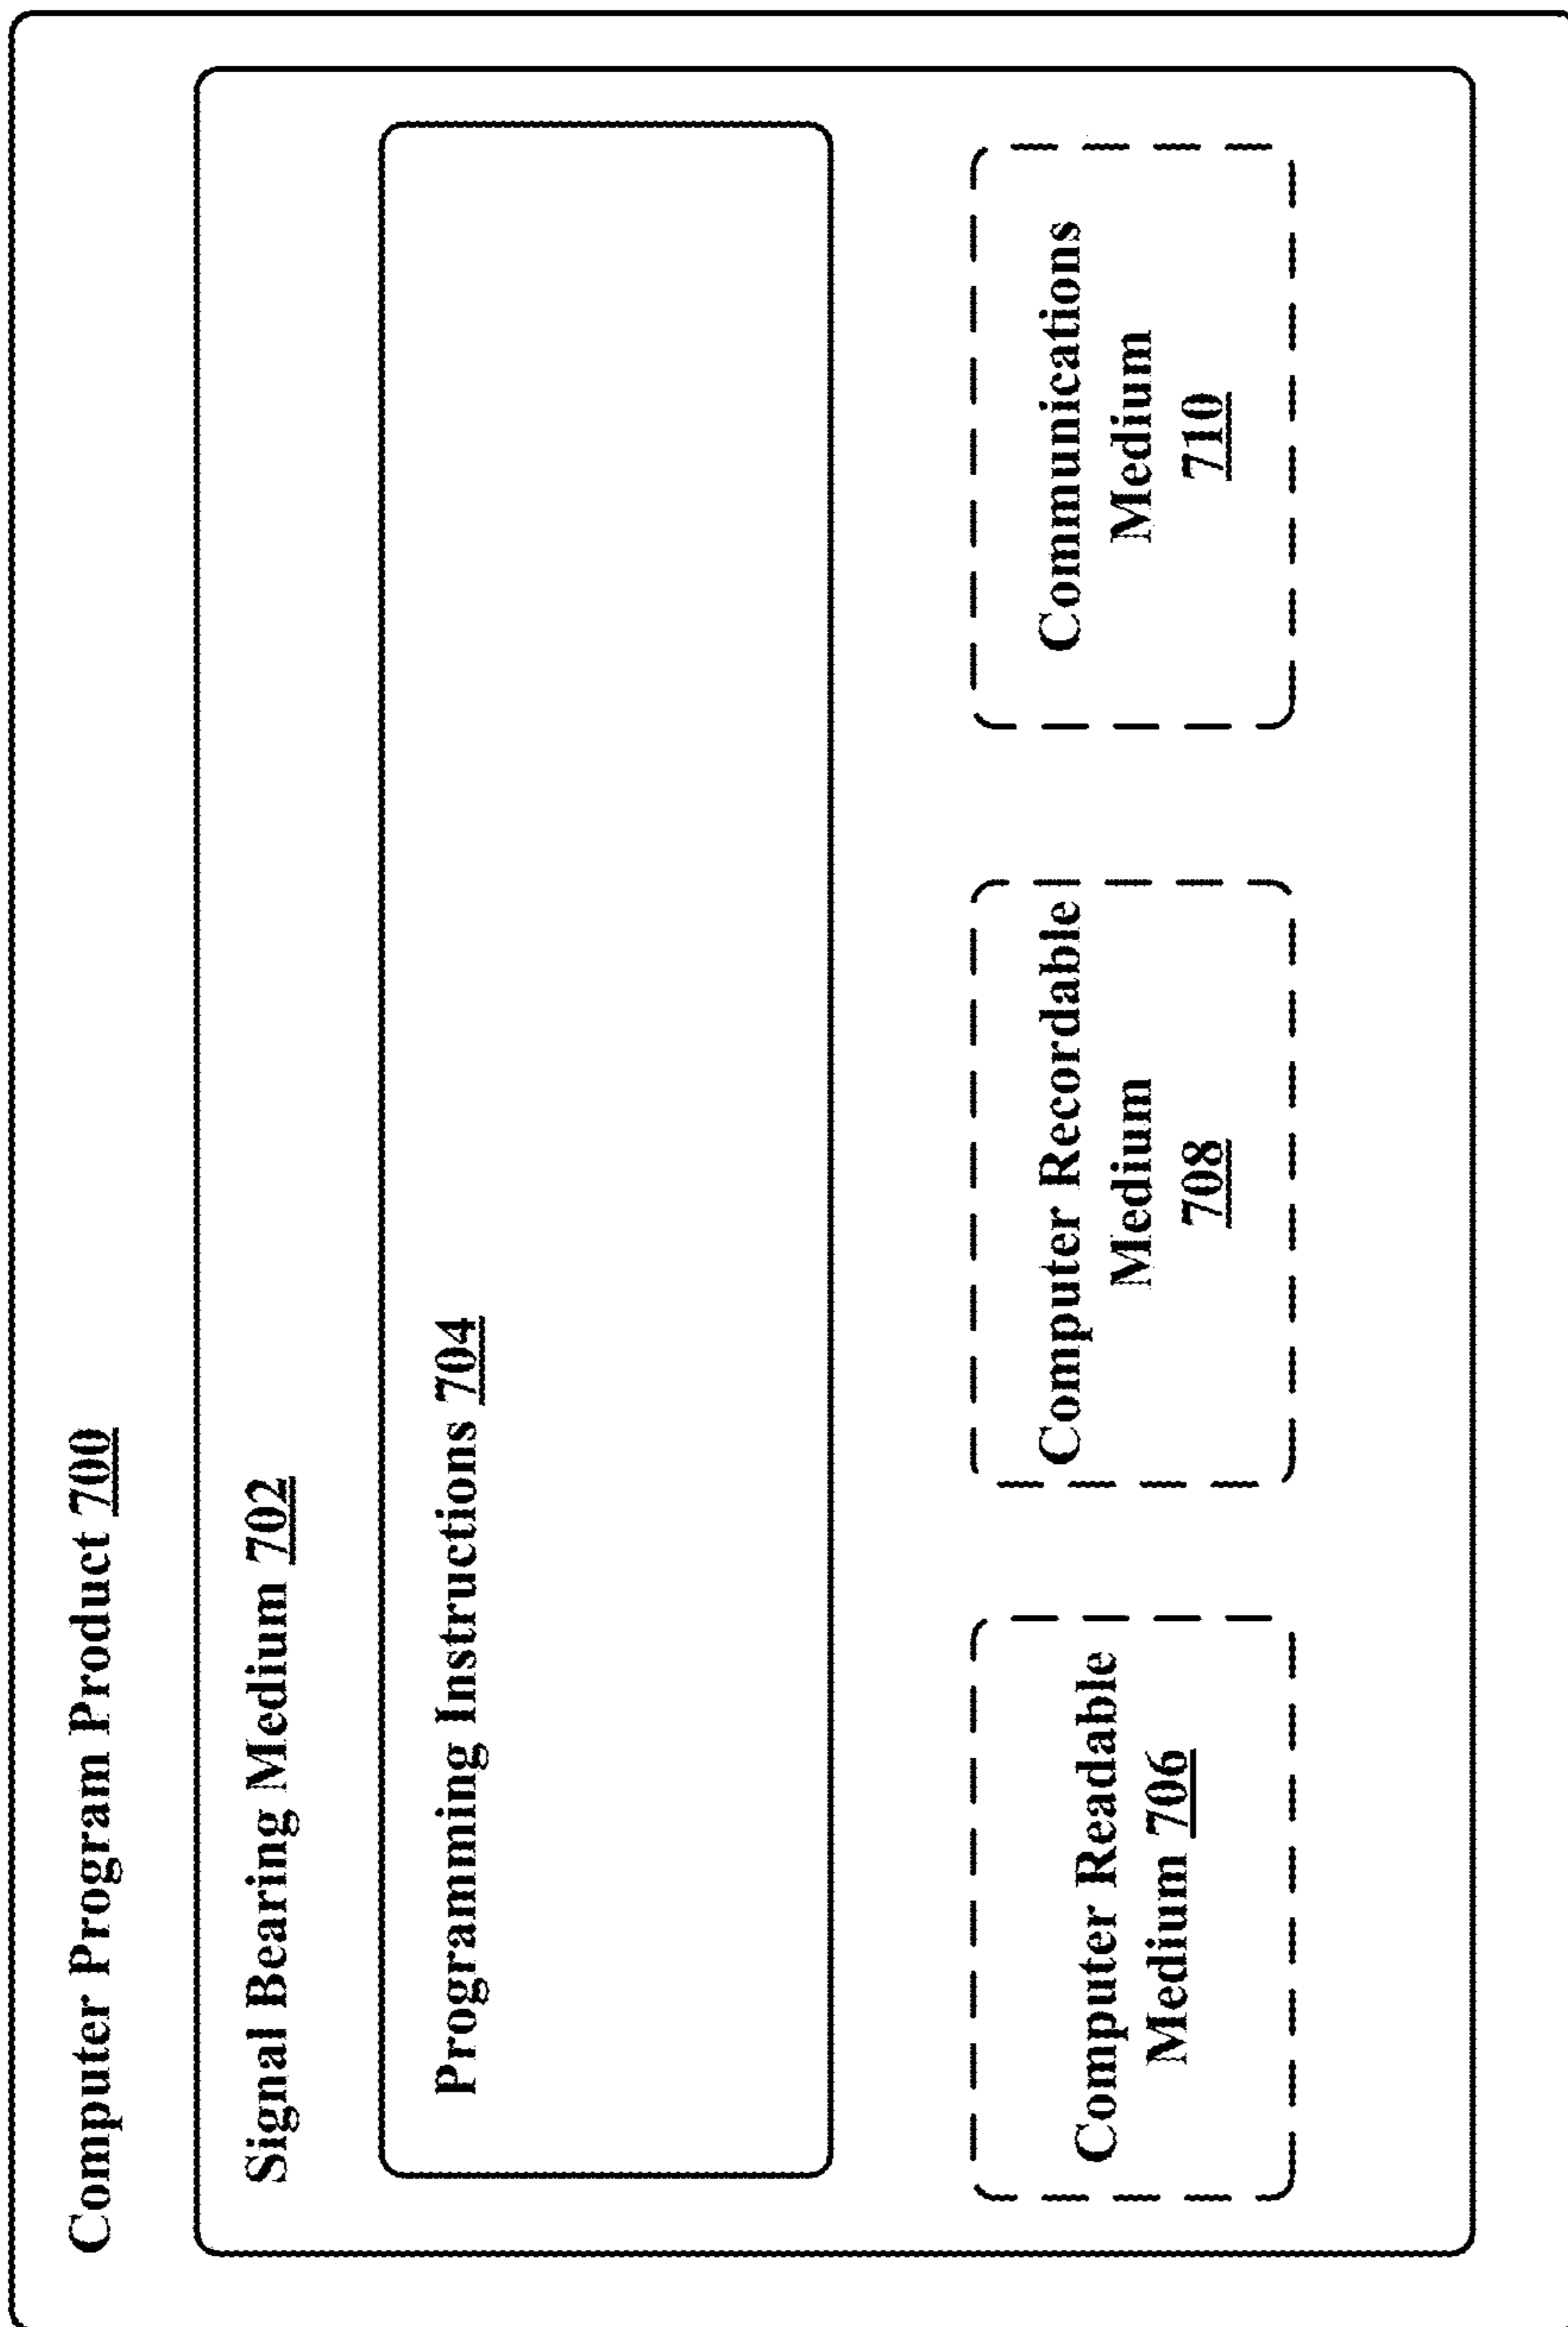 Computer Program Product 700
Signal Bearing Medium 702
Programming Instructions 704
Computer Readable
Medium 706
Computer Recordable
Medium
708
Communications
Medium
710